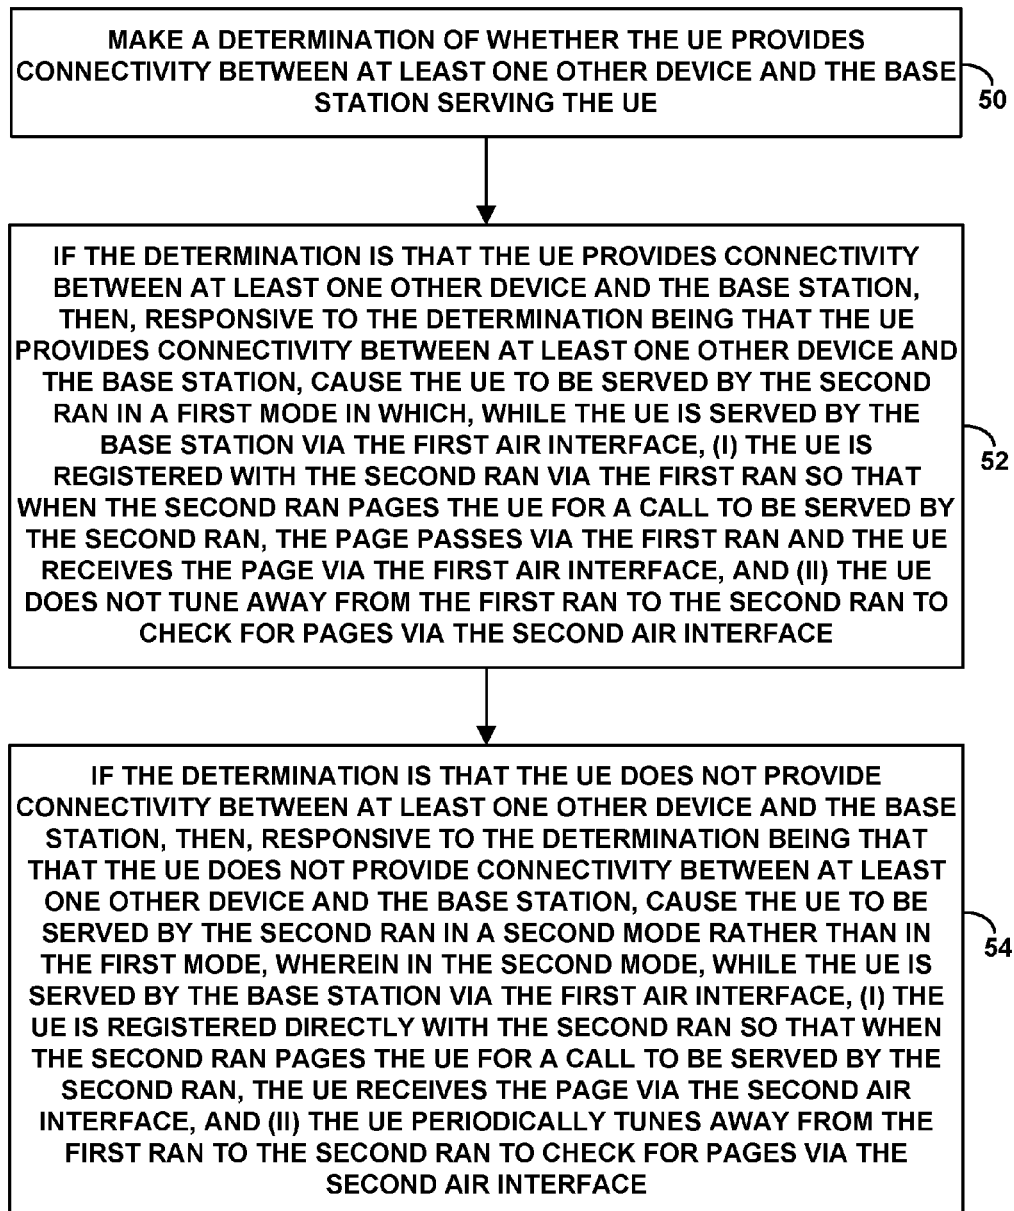 MAKE A DETERMINATION OF WHETHER THE UE PROVIDES
CONNECTIVITY BETWEEN AT LEAST ONE OTHER DEVICE AND THE BASE
STATION SERVING THE UE
50
IF THE DETERMINATION IS THAT THE UE PROVIDES CONNECTIVITY
BETWEEN AT LEAST ONE OTHER DEVICE AND THE BASE STATION,
THEN, RESPONSIVE TO THE DETERMINATION BEING THAT THE UE
PROVIDES CONNECTIVITY BETWEEN AT LEAST ONE OTHER DEVICE AND
THE BASE STATION, CAUSE THE UE TO BE SERVED BY THE SECOND
RAN IN A FIRST MODE IN WHICH, WHILE THE UE IS SERVED BY THE
BASE STATION VIA THE FIRST AIR INTERFACE, (I) THE UE IS
REGISTERED WITH THE SECOND RAN VIA THE FIRST RAN SO THAT
WHEN THE SECOND RAN PAGES THE UE FOR A CALL TO BE SERVED BY
THE SECOND RAN, THE PAGE PASSES VIA THE FIRST RAN AND THE UE
RECEIVES THE PAGE VIA THE FIRST AIR INTERFACE, AND (II) THE UE
DOES NOT TUNE AWAY FROM THE FIRST RAN TO THE SECOND RAN TO
CHECK FOR PAGES VIA THE SECOND AIR INTERFACE
52
IF THE DETERMINATION IS THAT THE UE DOES NOT PROVIDE
CONNECTIVITY BETWEEN AT LEAST ONE OTHER DEVICE AND THE BASE
STATION, THEN, RESPONSIVE TO THE DETERMINATION BEING THAT
THAT THE UE DOES NOT PROVIDE CONNECTIVITY BETWEEN AT LEAST
ONE OTHER DEVICE AND THE BASE STATION, CAUSE THE UE TO BE
SERVED BY THE SECOND RAN IN A SECOND MODE RATHER THAN IN
THE FIRST MODE, WHEREIN IN THE SECOND MODE, WHILE THE UE IS
SERVED BY THE BASE STATION VIA THE FIRST AIR INTERFACE, (I) THE
UE IS REGISTERED DIRECTLY WITH THE SECOND RAN SO THAT WHEN
THE SECOND RAN PAGES THE UE FOR A CALL TO BE SERVED BY THE
SECOND RAN, THE UE RECEIVES THE PAGE VIA THE SECOND AIR
INTERFACE, AND (II) THE UE PERIODICALLY TUNES AWAY FROM THE
FIRST RAN TO THE SECOND RAN TO CHECK FOR PAGES VIA THE
SECOND AIR INTERFACE
54